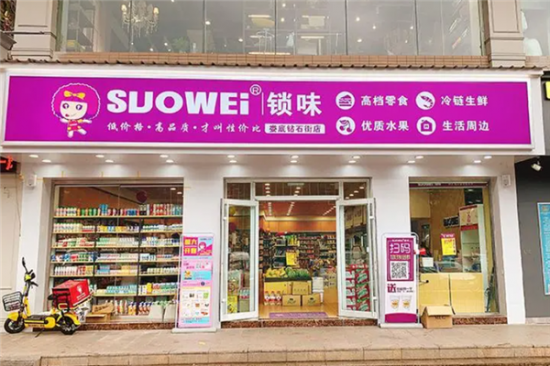 SUOWEi® 锁味
低价格·高品质·才叫性价比 娄底钻石街店
高档零食 冷链生鲜
优质水果 生活周边
扫码